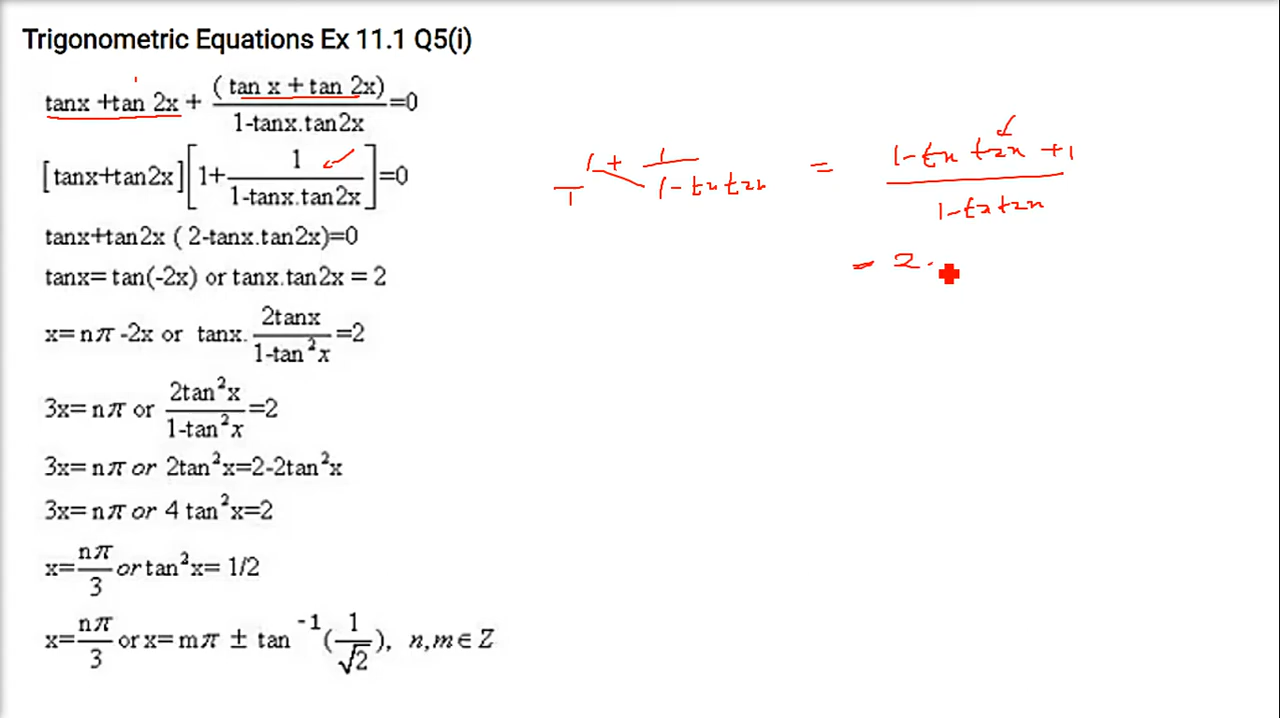 Trigonometric Equations Ex 11.1 Q5(i)
tanx +tan 2x + (tan x + tan 2x)/1-tanx.tan2x =0
[tanx+tan2x][1+ 1/1-tanx.tan2x]=0
tanx+tan2x ( 2-tanx.tan2x)=0
tanx= tan(-2x) or tanx.tan2x = 2
x= nπ -2x or tanx. 2tanx/1-tan²x =2
3x= nπ or 2tan²x/1-tan²x =2
3x= nπ or 2tan²x=2-2tan²x
3x= nπ or 4 tan²x=2
x= nπ/3 or tan²x= 1/2
x= nπ/3 or x= mπ ± tan⁻¹(1/√2), n,m∈Z
1/1 + 1/1-tx t2x = 1-tx t2x +1/1-tx t2x
= 2.